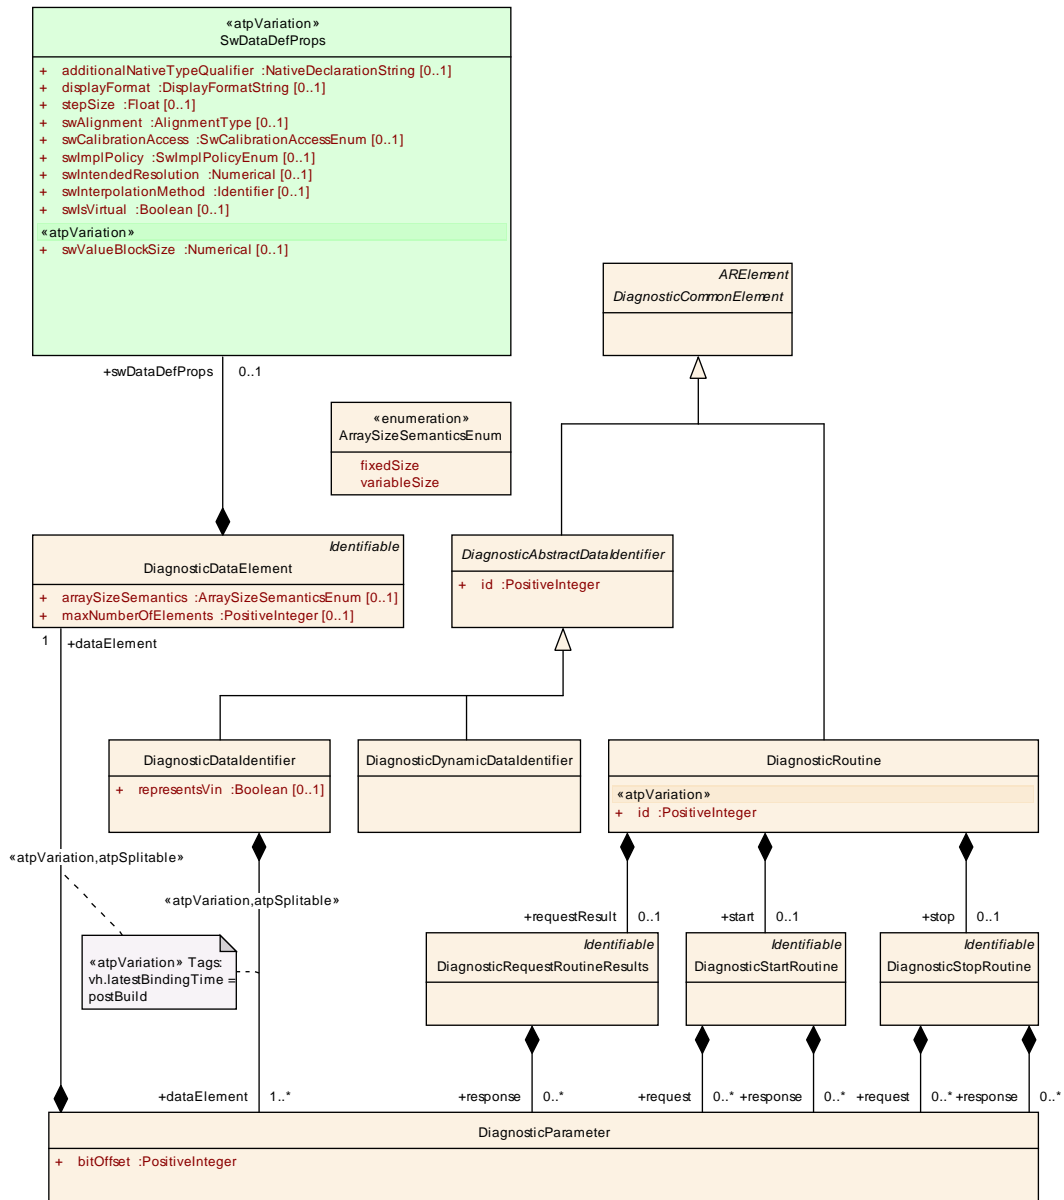 «atpVariation»
SwDataDefProps
+ additionalNativeTypeQualifier :NativeDeclarationString [0..1]
+ displayFormat :DisplayFormatString [0..1]
+ stepSize :Float [0..1]
+ swAlignment :AlignmentType [0..1]
+ swCalibrationAccess :SwCalibrationAccessEnum [0..1]
+ swImplPolicy :SwImplPolicyEnum [0..1]
+ swIntendedResolution :Numerical [0..1]
+ swInterpolationMethod :Identifier [0..1]
+ swIsVirtual :Boolean [0..1]
«atpVariation»
+ swValueBlockSize :Numerical [0..1]
ARElement
DiagnosticCommonElement
+swDataDefProps 0..1
«enumeration»
ArraySizeSemanticsEnum
fixedSize
variableSize
Identifiable
DiagnosticDataElement
+ arraySizeSemantics :ArraySizeSemanticsEnum [0..1]
+ maxNumberOfElements :PositiveInteger [0..1]
DiagnosticAbstractDataIdentifier
+ id :PositiveInteger
1 +dataElement
DiagnosticDataIdentifier
+ representsVin :Boolean [0..1]
DiagnosticDynamicDataIdentifier
DiagnosticRoutine
«atpVariation»
+ id :PositiveInteger
«atpVariation,atpSplitable»
«atpVariation,atpSplitable»
+requestResult 0..1
+start 0..1
+stop 0..1
«atpVariation» Tags:
vh.latestBindingTime =
postBuild
Identifiable
DiagnosticRequestRoutineResults
Identifiable
DiagnosticStartRoutine
Identifiable
DiagnosticStopRoutine
+dataElement 1..*
+response 0..*
+request 0..*
+response 0..*
+request 0..*
+response 0..*
DiagnosticParameter
+ bitOffset :PositiveInteger